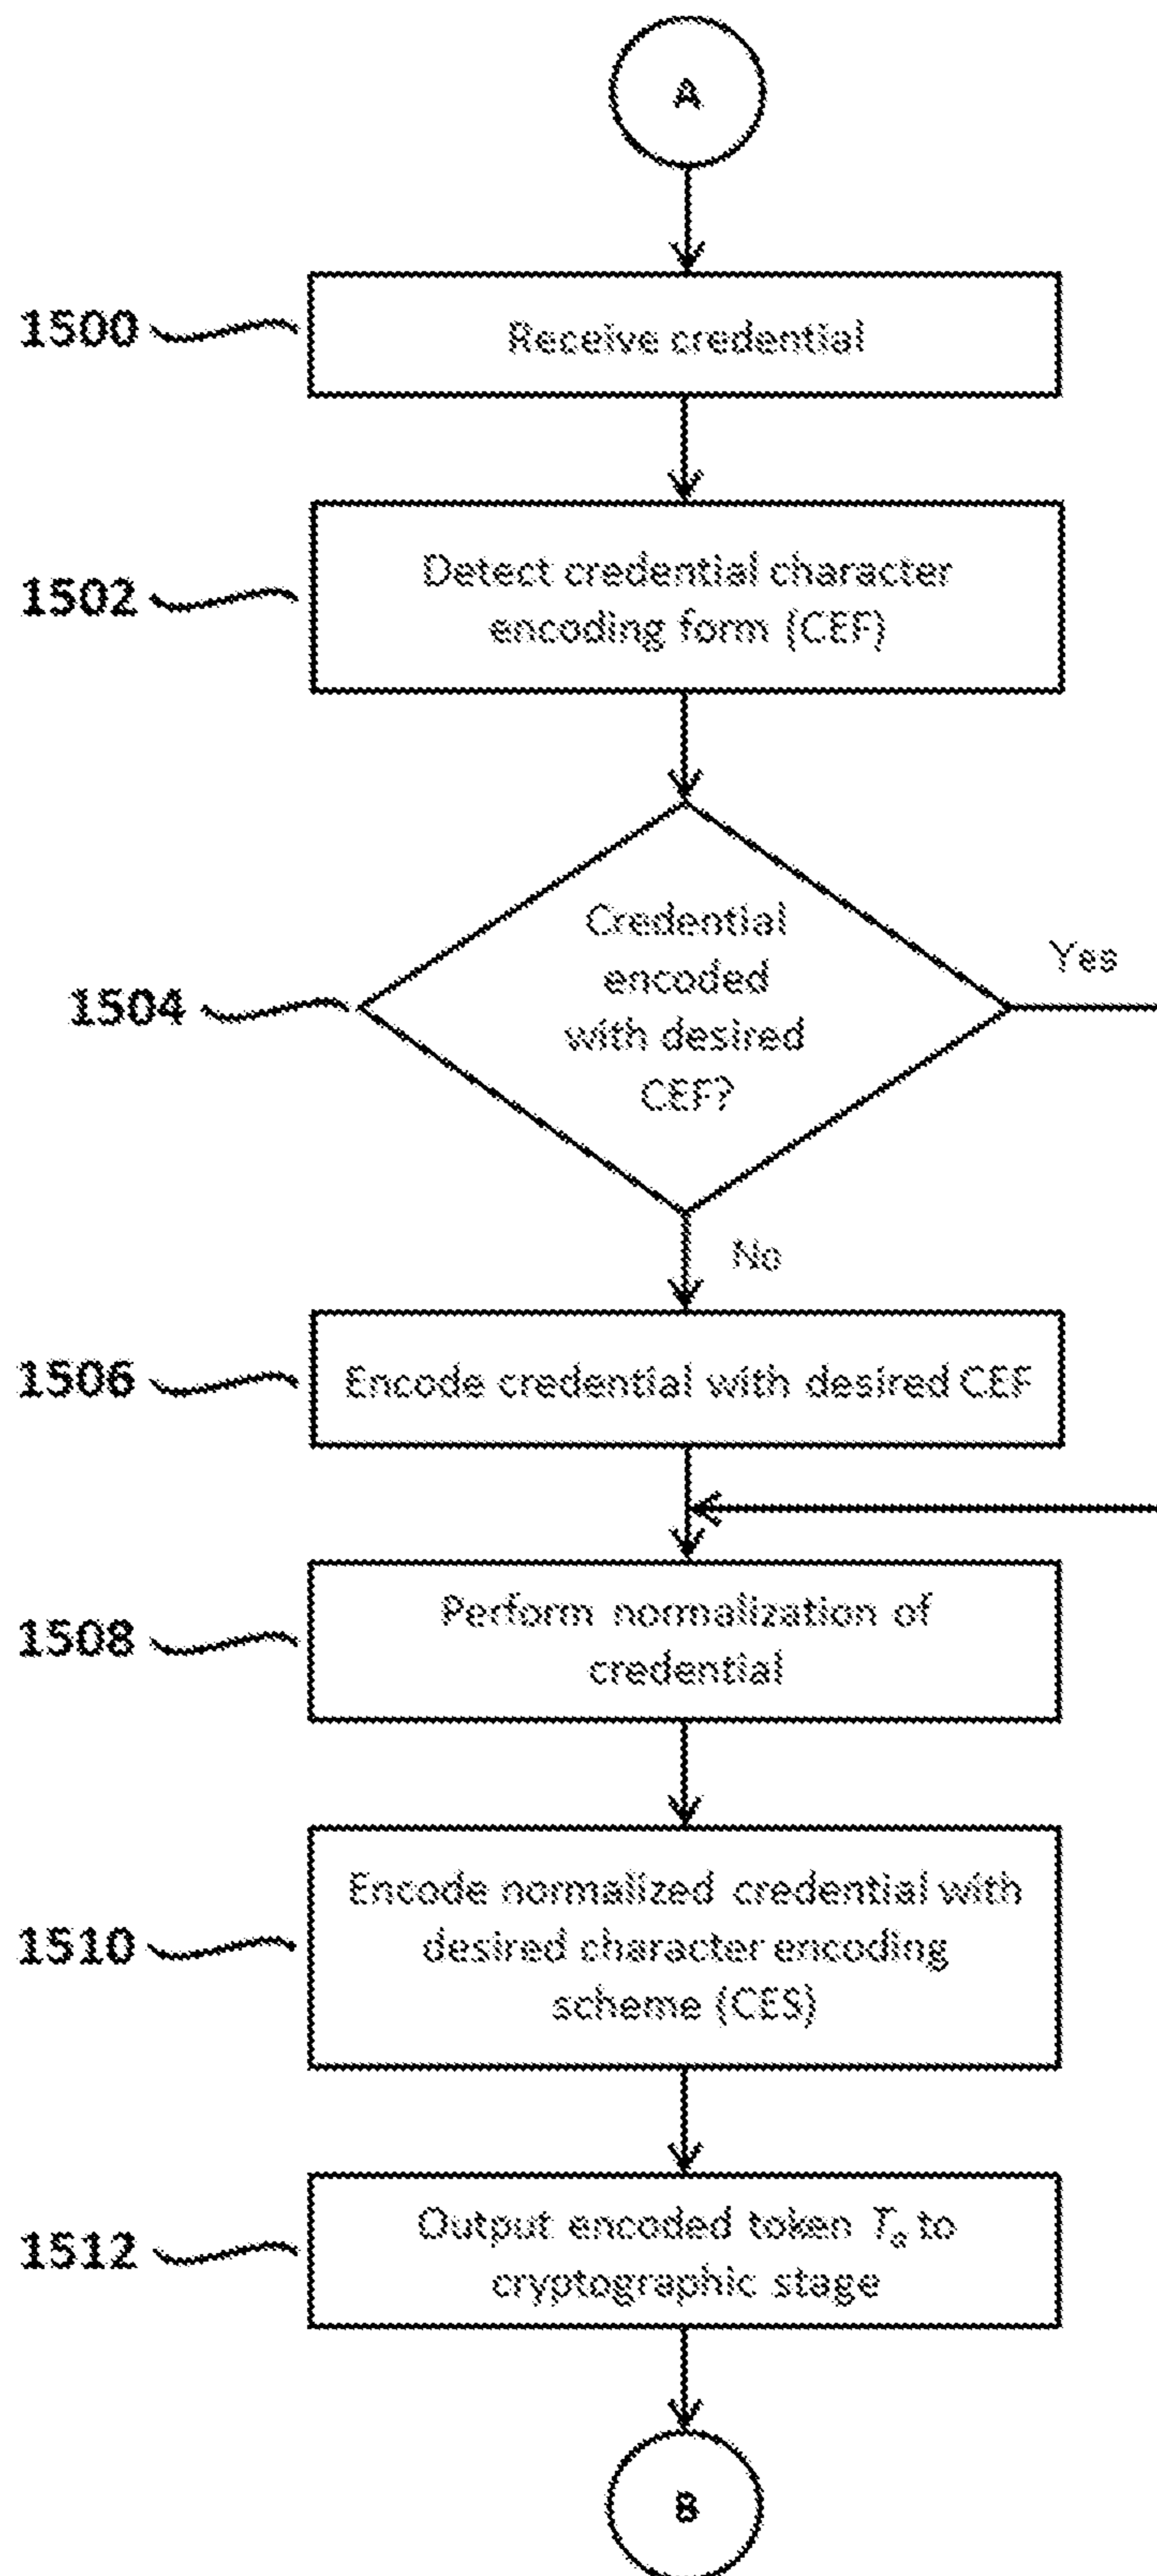 A
1500
Receive credential
1502
Detect credential character
encoding form (CEF)
1504
Credential
encoded
with desired
CEF?
Yes
No
1506
Encode credential with desired CEF
1508
Perform normalization of
credential
1510
Encode normalized credential with
desired character encoding
scheme (CES)
1512
Output encoded token Ta to
cryptographic stage
B